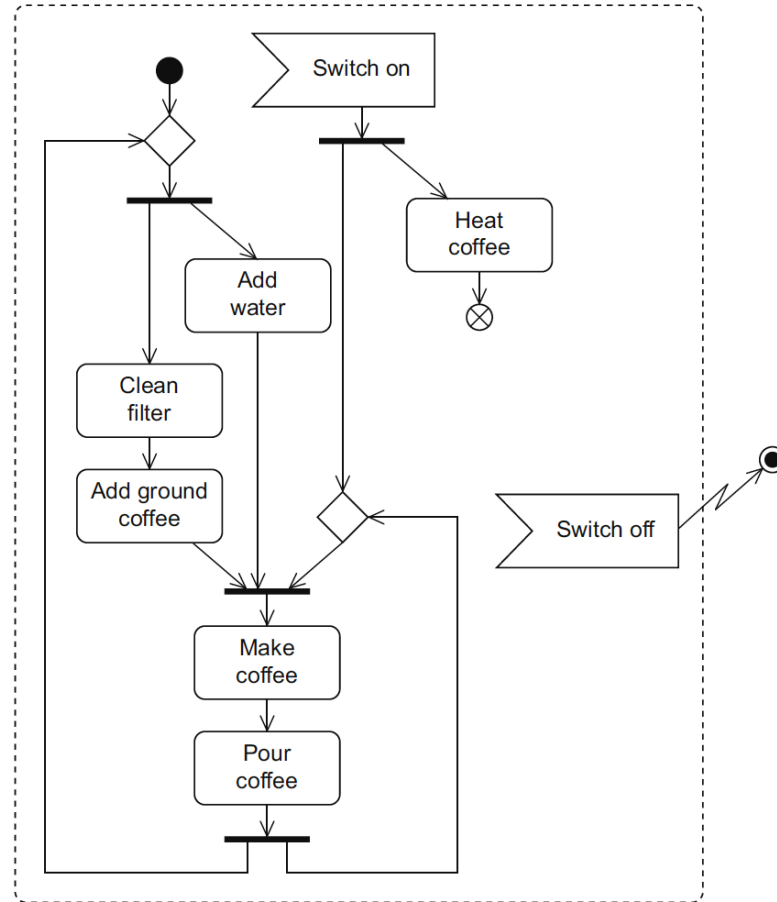 Switch on
Heat
coffee
Add
water
Clean
filter
Add ground
coffee
Switch off
Make
coffee
Pour
coffee